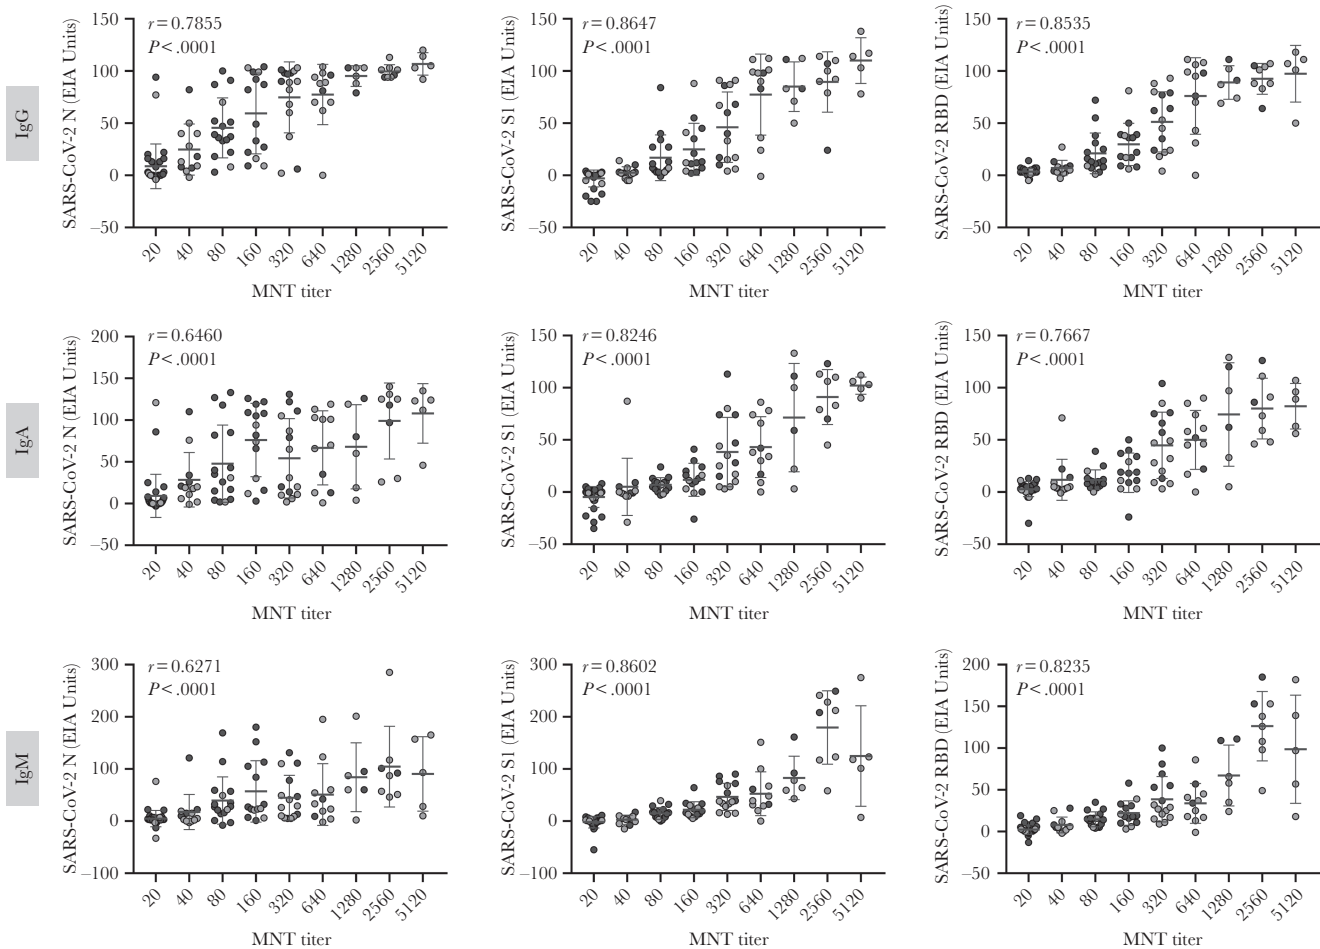 IgG
SARS-CoV-2 N (EIA Units)
r=0.7855
P<.0001
150
100
50
0
–50
20 40 80 160 320 640 1280 2560 5120
MNT titer
SARS-CoV-2 S1 (EIA Units)
r=0.8647
P<.0001
150
100
50
0
–50
20 40 80 160 320 640 1280 2560 5120
MNT titer
SARS-CoV-2 RBD (EIA Units)
r=0.8535
P<.0001
150
100
50
0
–50
20 40 80 160 320 640 1280 2560 5120
MNT titer
IgA
SARS-CoV-2 N (EIA Units)
r=0.6460
P<.0001
200
150
100
50
0
–50
20 40 80 160 320 640 1280 2560 5120
MNT titer
SARS-CoV-2 S1 (EIA Units)
r=0.8246
P<.0001
150
100
50
0
–50
20 40 80 160 320 640 1280 2560 5120
MNT titer
SARS-CoV-2 RBD (EIA Units)
r=0.7667
P<.0001
150
100
50
0
–50
20 40 80 160 320 640 1280 2560 5120
MNT titer
IgM
SARS-CoV-2 N (EIA Units)
r=0.6271
P<.0001
300
200
100
0
–100
20 40 80 160 320 640 1280 2560 5120
MNT titer
SARS-CoV-2 S1 (EIA Units)
r=0.8602
P<.0001
300
200
100
0
–100
20 40 80 160 320 640 1280 2560 5120
MNT titer
SARS-CoV-2 RBD (EIA Units)
r=0.8235
P<.0001
200
150
100
50
0
–50
20 40 80 160 320 640 1280 2560 5120
MNT titer